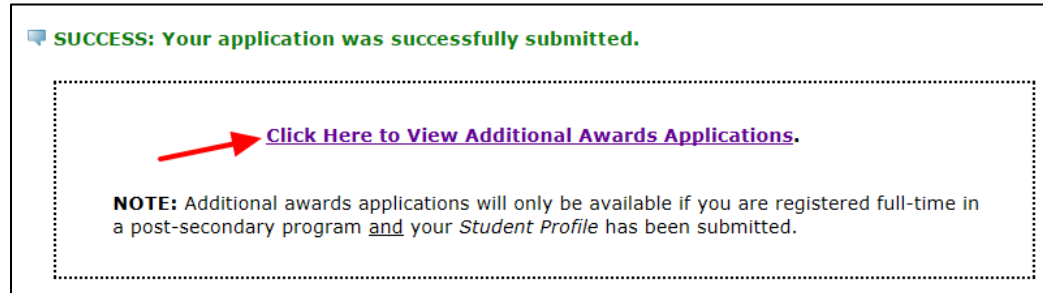 SUCCESS: Your application was successfully submitted.
Click Here to View Additional Awards Applications.
NOTE: Additional awards applications will only be available if you are registered full-time in
a post-secondary program and your Student Profile has been submitted.